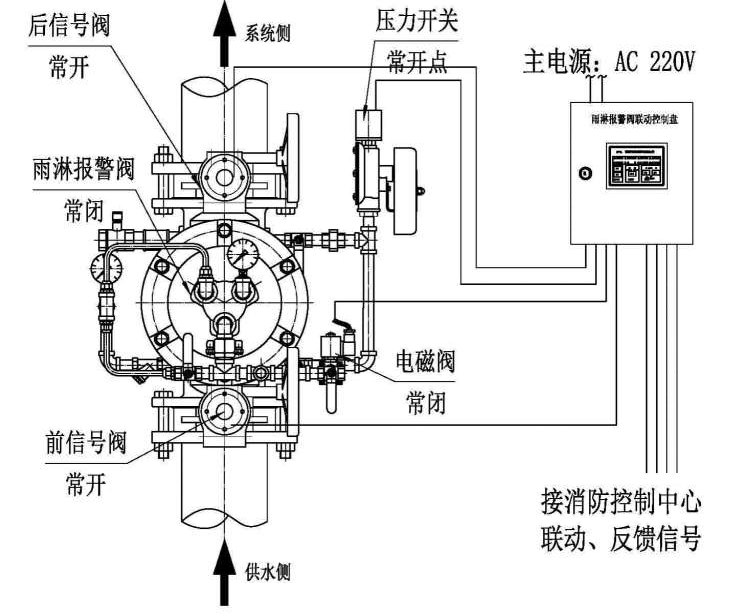 后信号阀
常开
系统侧
压力开关
常开点
主电源：AC 220V
雨淋报警阀联动控制盘
雨淋报警阀
常闭
电磁阀
常闭
前信号阀
常开
接消防控制中心
联动、反馈信号
供水侧